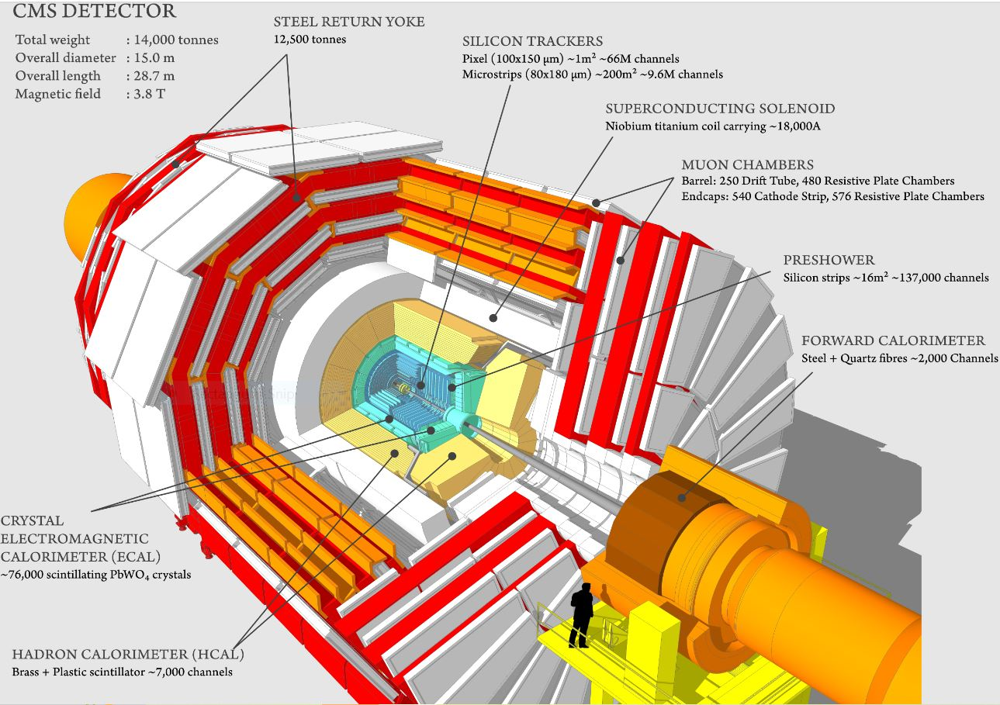 CMS DETECTOR
Total weight : 14,000 tonnes
Overall diameter : 15.0 m
Overall length : 28.7 m
Magnetic field : 3.8 T
STEEL RETURN YOKE
12,500 tonnes
SILICON TRACKERS
Pixel (100x150 μm) ~1m² ~66M channels
Microstrips (80x180 μm) ~200m² ~9.6M channels
SUPERCONDUCTING SOLENOID
Niobium titanium coil carrying ~18,000A
MUON CHAMBERS
Barrel: 250 Drift Tube, 480 Resistive Plate Chambers
Endcaps: 540 Cathode Strip, 576 Resistive Plate Chambers
PRESHOWER
Silicon strips ~16m² ~137,000 channels
FORWARD CALORIMETER
Steel + Quartz fibres ~2,000 Channels
CRYSTAL
ELECTROMAGNETIC
CALORIMETER (ECAL)
~76,000 scintillating PbWO₄ crystals
HADRON CALORIMETER (HCAL)
Brass + Plastic scintillator ~7,000 channels